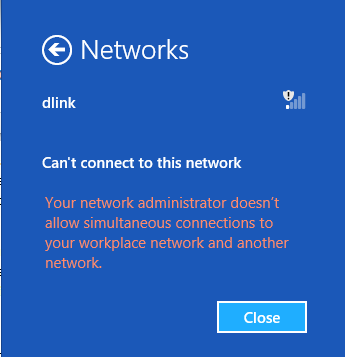 Networks
dlink
Can't connect to this network
Your network administrator doesn't
allow simultaneous connections to
your workplace network and another
network.
Close